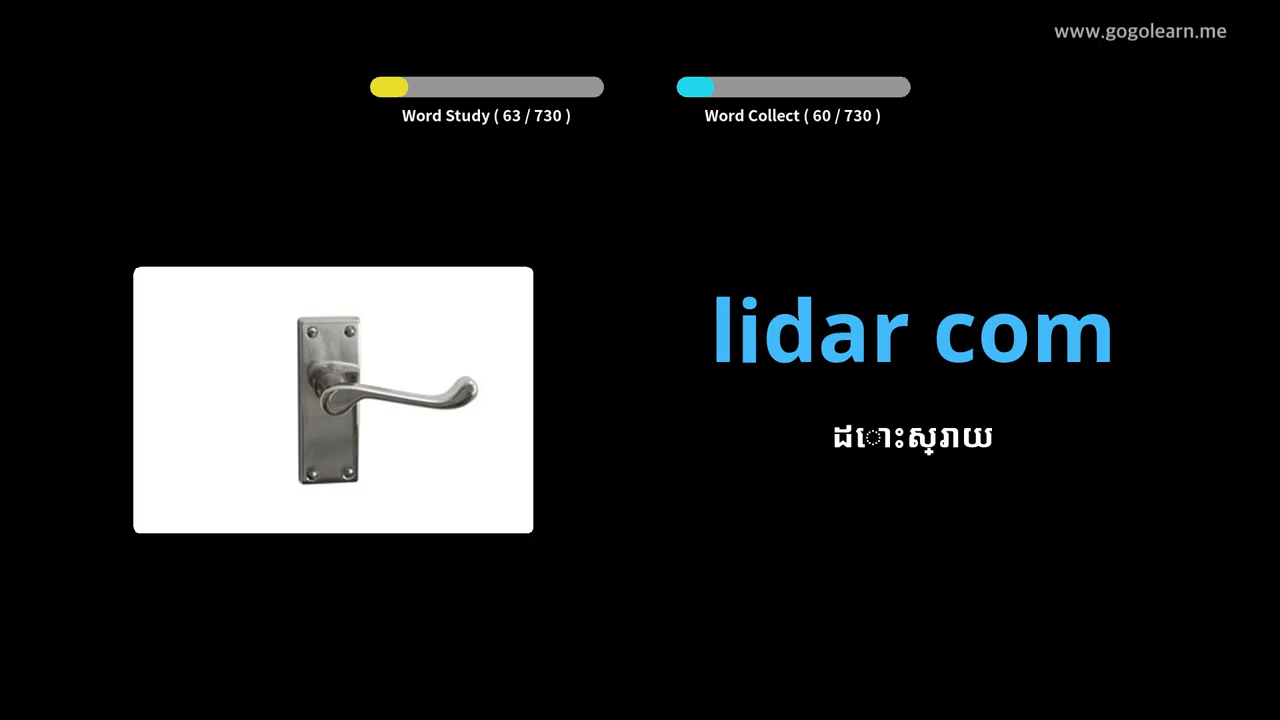 www.gogolearn.me
Word Study ( 63 / 730 )
Word Collect ( 60 / 730 )
lidar com
ដោះស្រាយ